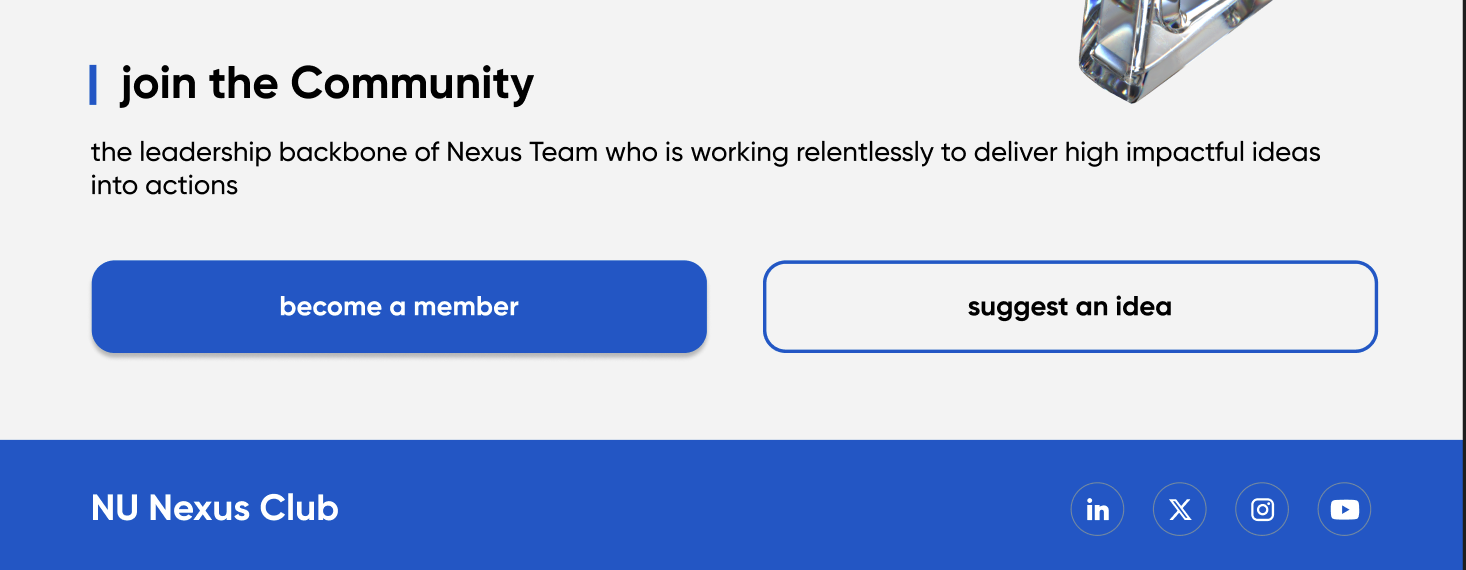 join the Community
the leadership backbone of Nexus Team who is working relentlessly to deliver high impactful ideas
into actions
become a member
suggest an idea
NU Nexus Club